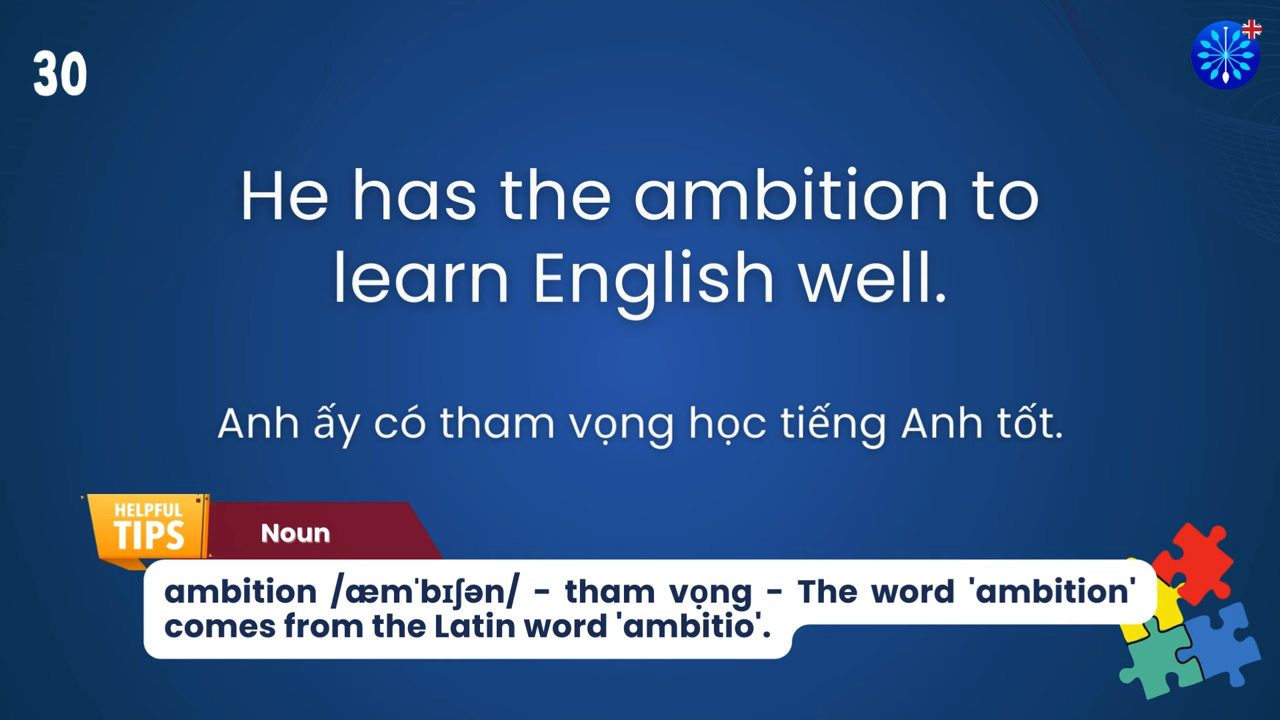 30
He has the ambition to
learn English well.
Anh ấy có tham vọng học tiếng Anh tốt.
HELPFUL
TIPS
Noun
ambition /æmˈbɪʃən/ - tham vọng - The word 'ambition'
comes from the Latin word 'ambitio'.